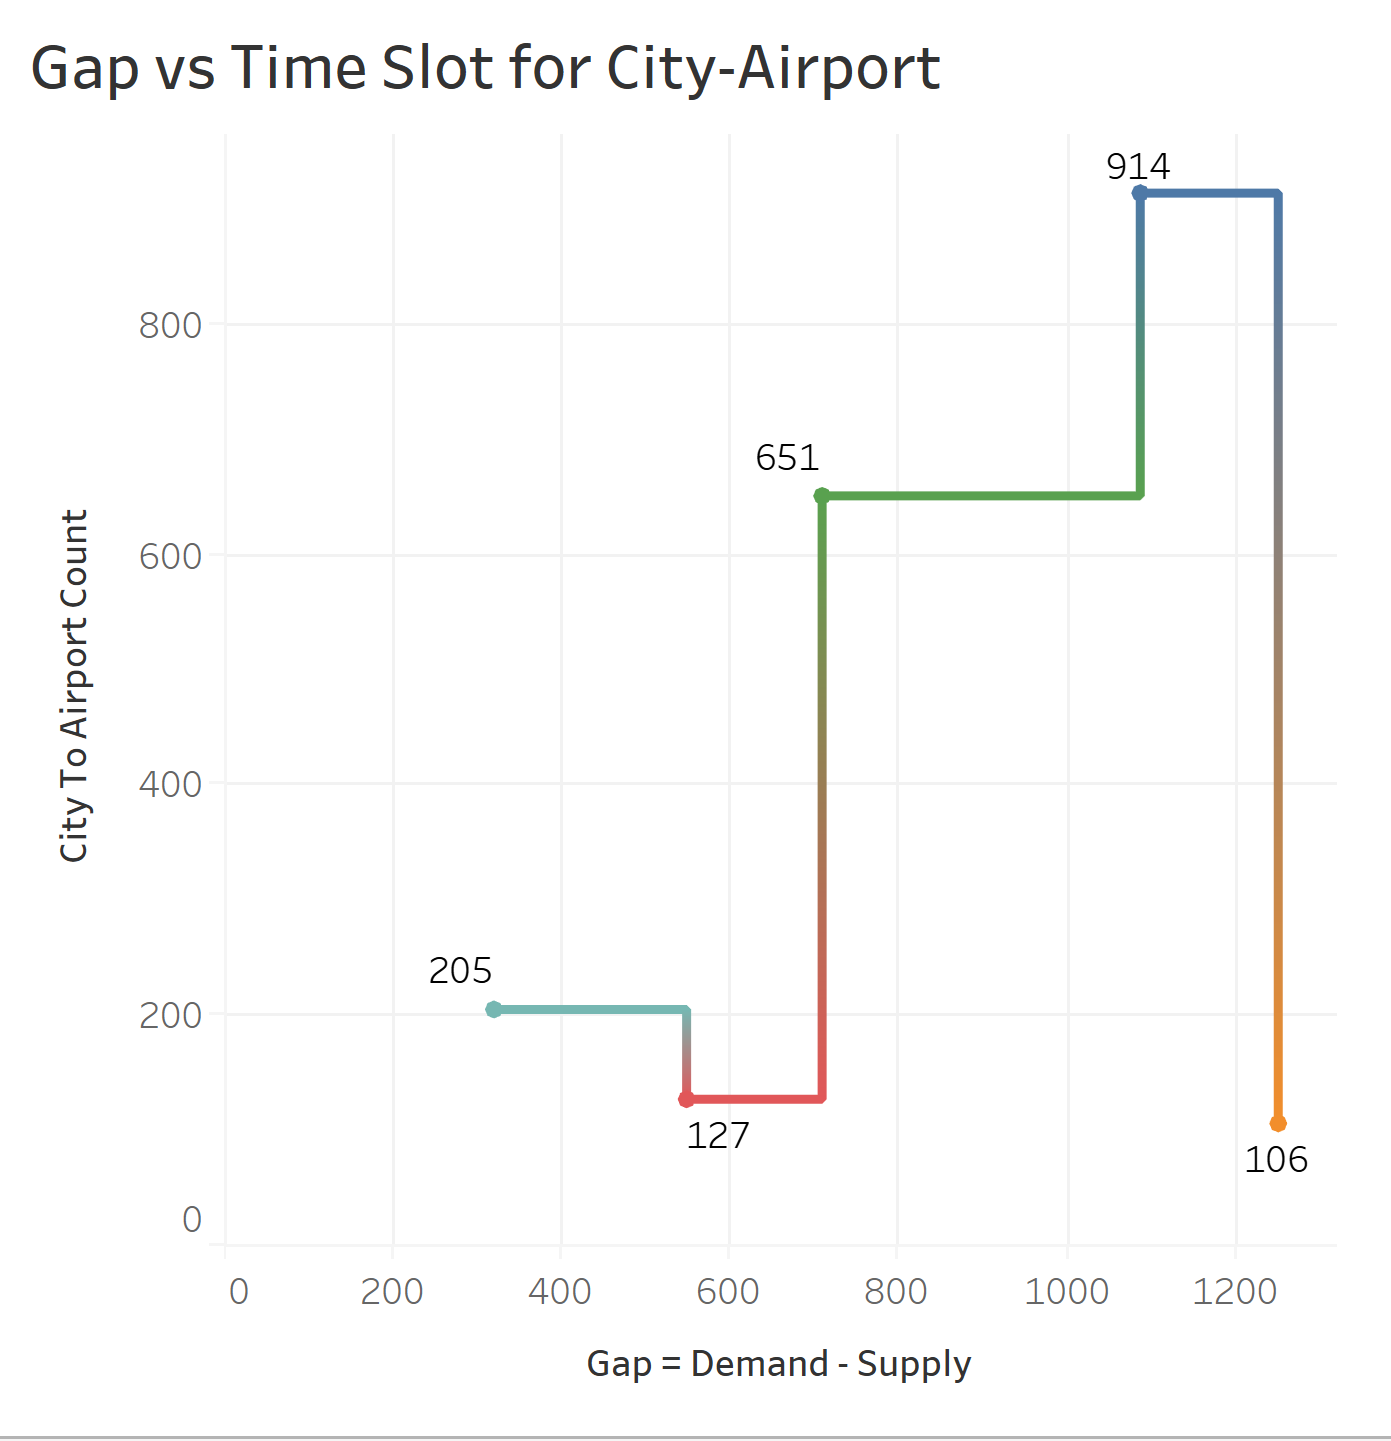 Gap vs Time Slot for City-Airport
914
800
651
600
City To Airport Count
400
205
200
127
106
0
0 200 400 600 800 1000 1200
Gap = Demand - Supply